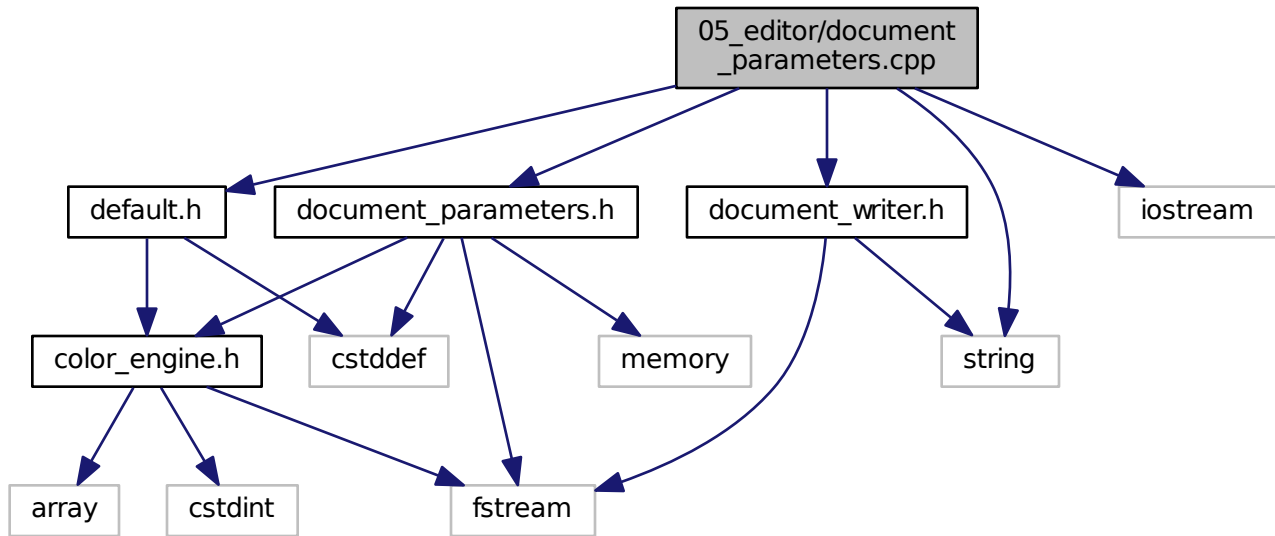 05_editor/document
_parameters.cpp
default.h
document_parameters.h
document_writer.h
iostream
color_engine.h
cstddef
memory
string
array
cstdint
fstream